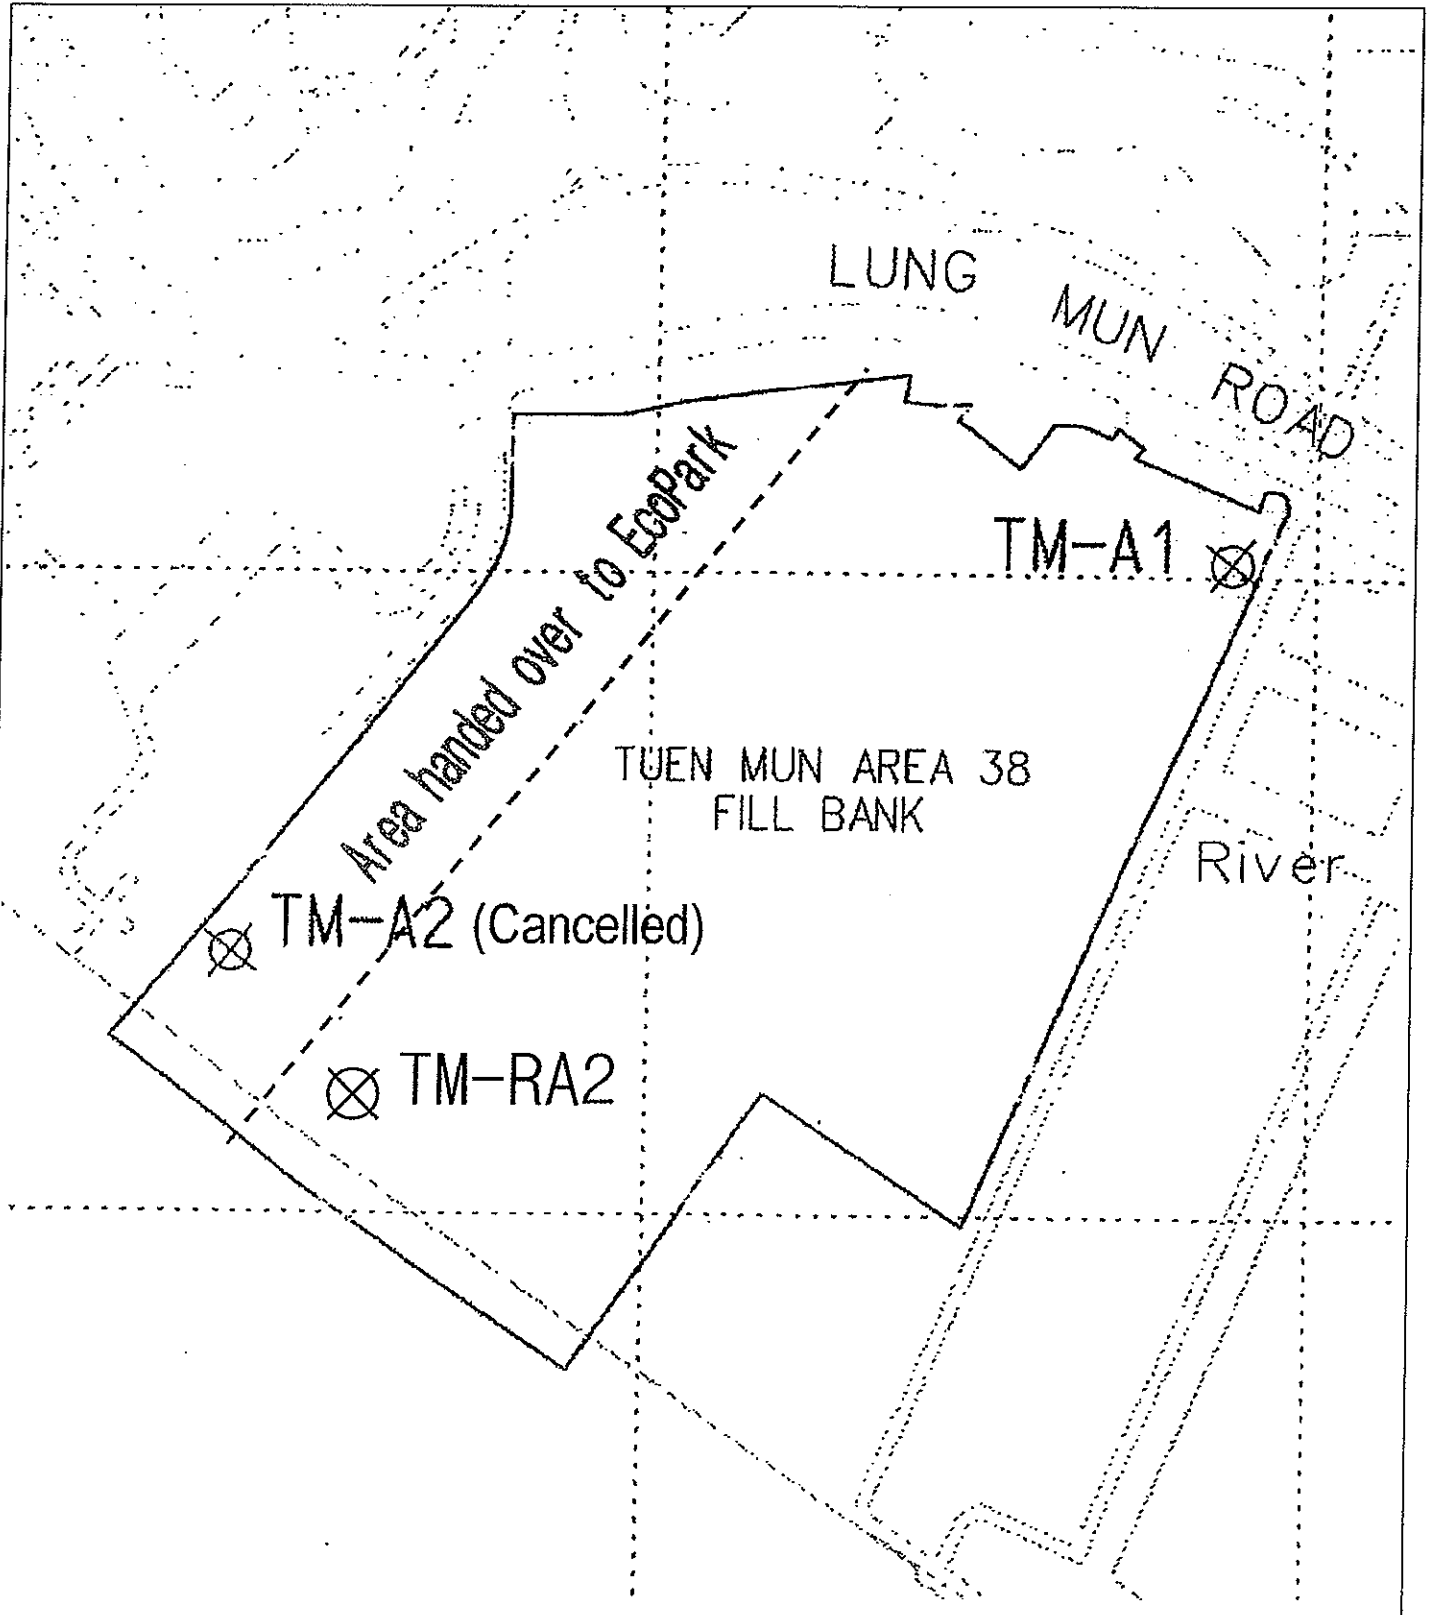 LUNG MUN ROAD
TM-A1
Area handed over to EcoPark
TUEN MUN AREA 38
FILL BANK
River
TM-A2 (Cancelled)
TM-RA2